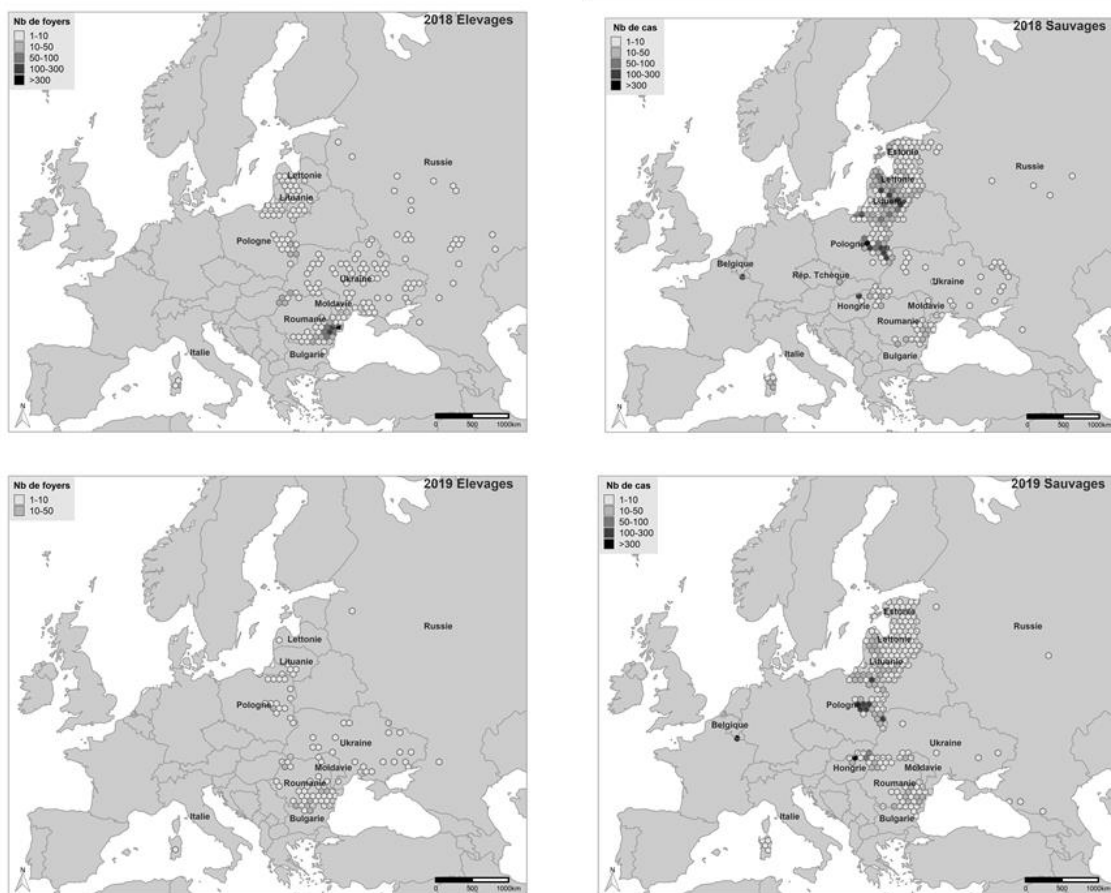 2018 Elevages
Nb de foyers
1-10
10-50
50-100
100-300
>300
Russie
Lettonie
Lituanie
Pologne
Ukraine
Moldavie
Roumanie
Bulgarie
Italie
N
0 500 1000km
2018 Sauvages
Nb de cas
1-10
10-50
50-100
100-300
>300
Estonie
Russie
Lettonie
Lituanie
Pologne
Belgique
Rép. Tchèque
Ukraine
Hongrie
Moldavie
Roumanie
Italie
Bulgarie
N
0 500 1000km
2019 Elevages
Nb de foyers
1-10
10-50
Russie
Lettonie
Lituanie
Pologne
Ukraine
Moldavie
Roumanie
Bulgarie
Italie
N
0 500 1000km
2019 Sauvages
Nb de cas
1-10
10-50
50-100
100-300
>300
Estonie
Russie
Lettonie
Lituanie
Pologne
Belgique
Ukraine
Hongrie
Moldavie
Roumanie
Italie
Bulgarie
N
0 500 1000km